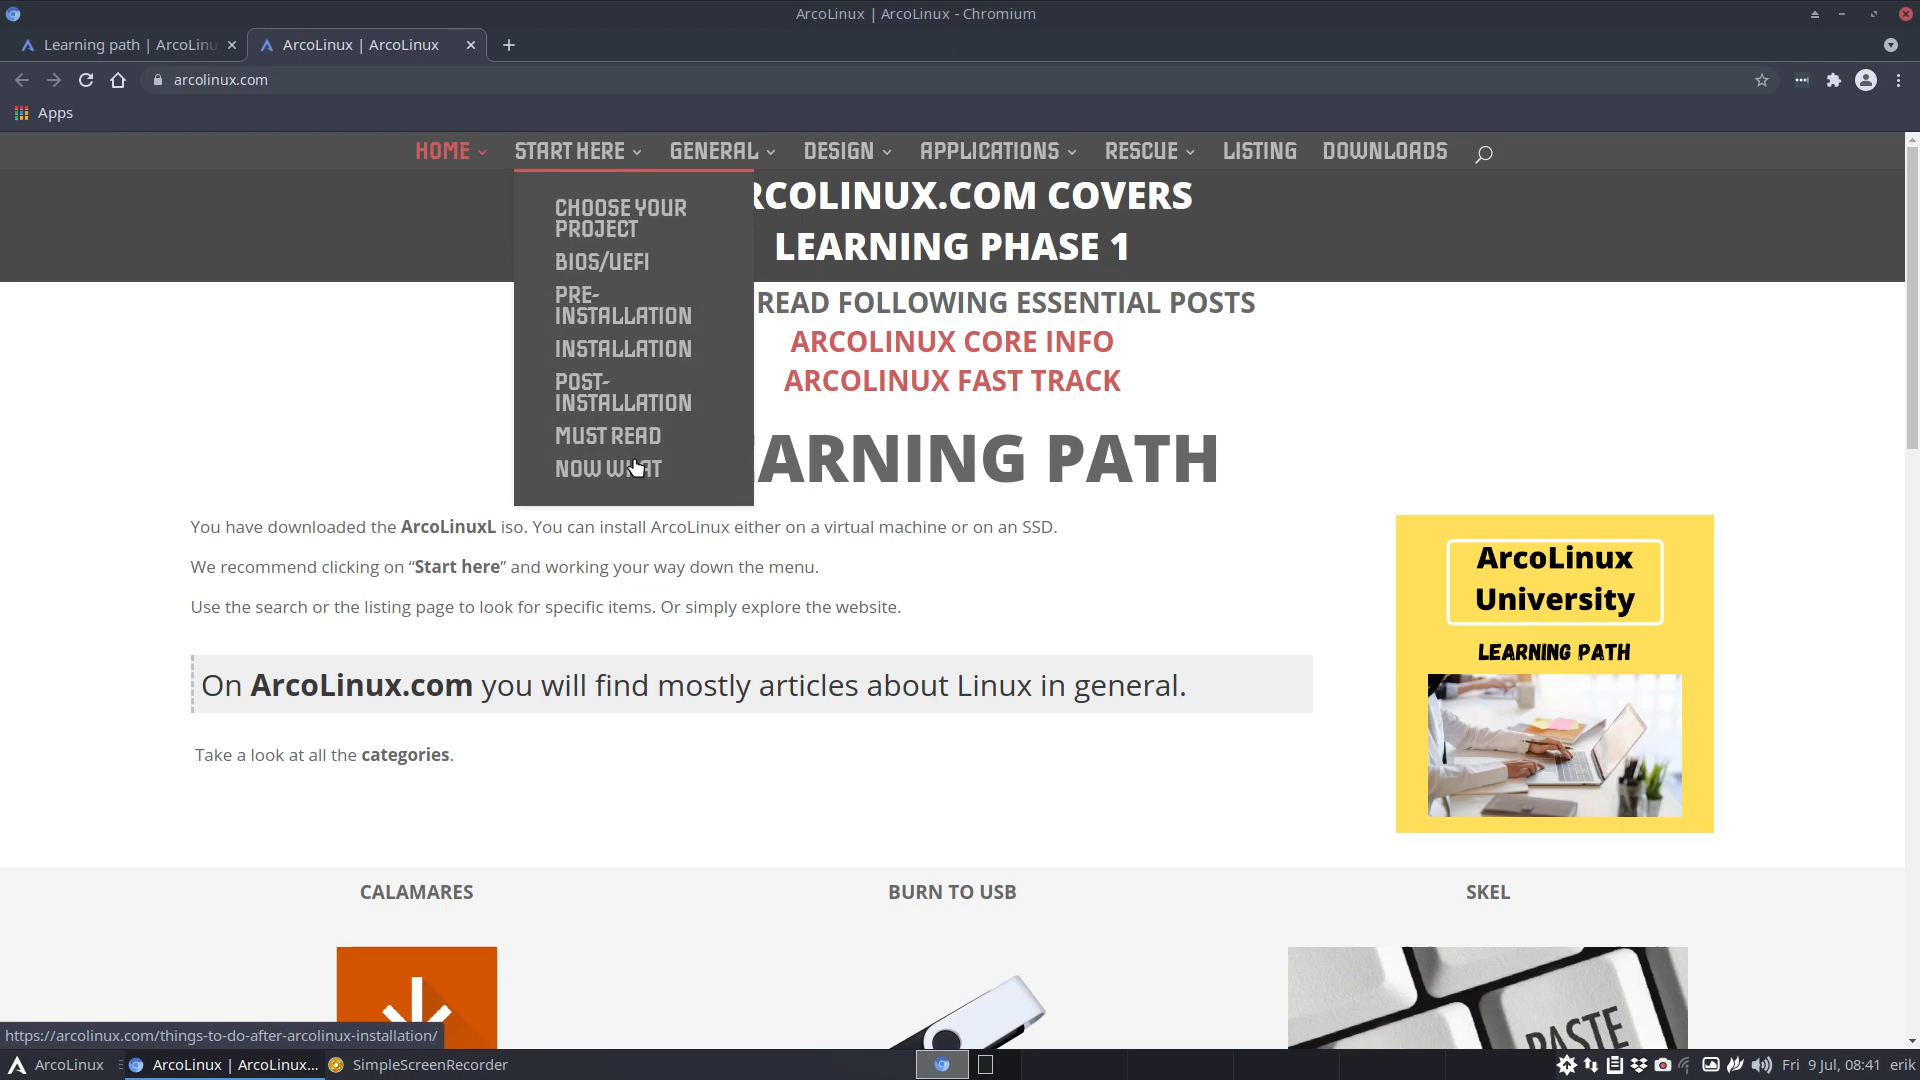 ArcoLinux | ArcoLinux - Chromium
Learning path | ArcoLinu
ArcoLinux | ArcoLinux
arcolinux.com
Apps
HOME START HERE GENERAL DESIGN APPLICATIONS RESCUE LISTING DOWNLOADS
CHOOSE YOUR
PROJECT
BIOS/UEFI
PRE-
INSTALLATION
INSTALLATION
POST-
INSTALLATION
MUST READ
NOW WHAT
RCOLINUX.COM COVERS
LEARNING PHASE 1
READ FOLLOWING ESSENTIAL POSTS
ARCOLINUX CORE INFO
ARCOLINUX FAST TRACK
EARNING PATH
You have downloaded the ArcoLinuxL iso. You can install ArcoLinux either on a virtual machine or on an SSD.
We recommend clicking on “Start here” and working your way down the menu.
Use the search or the listing page to look for specific items. Or simply explore the website.
On ArcoLinux.com you will find mostly articles about Linux in general.
Take a look at all the categories.
ArcoLinux
University
LEARNING PATH
CALAMARES
BURN TO USB
SKEL
PASTE
https://arcolinux.com/things-to-do-after-arcolinux-installation/
ArcoLinux
ArcoLinux | ArcoLinux...
SimpleScreenRecorder
Fri 9 Jul, 08:41 erik